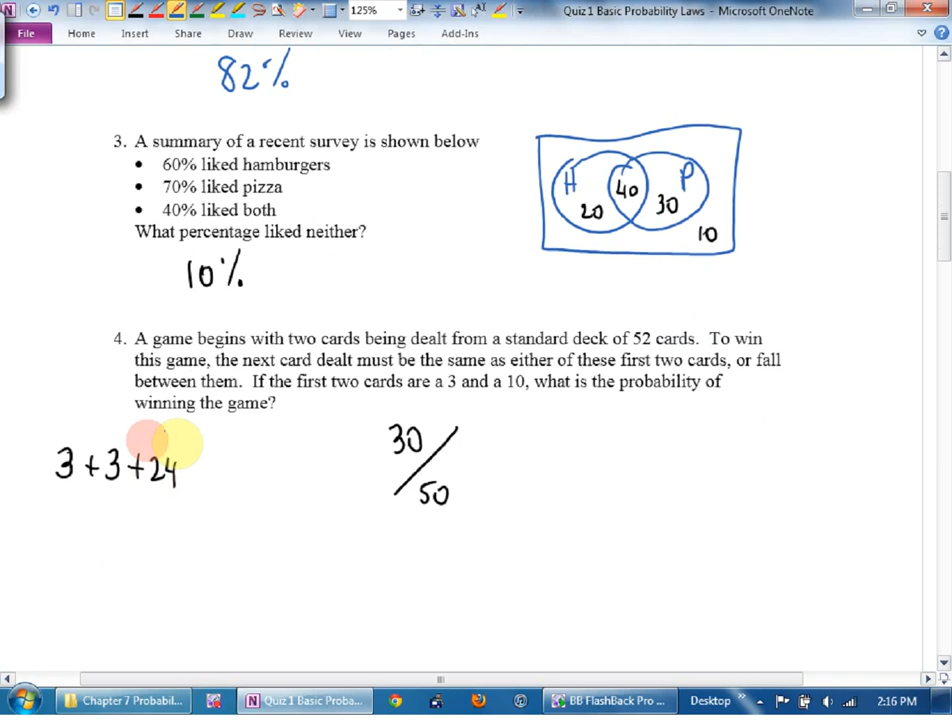 125%
Quiz 1 Basic Probability Laws - Microsoft OneNote
File Home Insert Share Draw Review View Pages Add-Ins
82%
3. A summary of a recent survey is shown below
• 60% liked hamburgers
• 70% liked pizza
• 40% liked both
What percentage liked neither?
10%
H 40 P
20 30
10
4. A game begins with two cards being dealt from a standard deck of 52 cards. To win
this game, the next card dealt must be the same as either of these first two cards, or fall
between them. If the first two cards are a 3 and a 10, what is the probability of
winning the game?
3 + 3 + 24
30/50
Chapter 7 Probabil... Quiz 1 Basic Proba... BB FlashBack Pro ... Desktop 2:16 PM